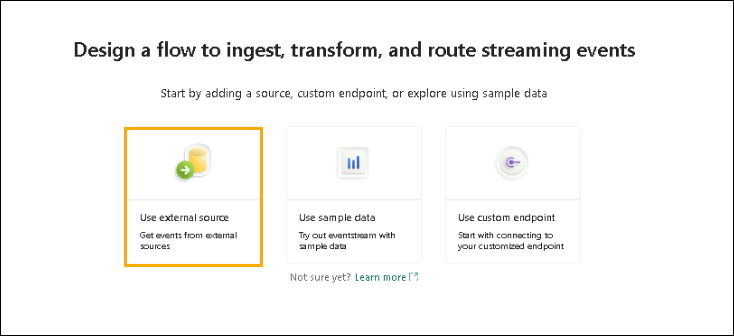 Design a flow to ingest, transform, and route streaming events
Start by adding a source, custom endpoint, or explore using sample data
Use external source
Get events from external
sources
Use sample data
Try out eventstream with
sample data
Use custom endpoint
Start with connecting to
your customized endpoint
Not sure yet? Learn more